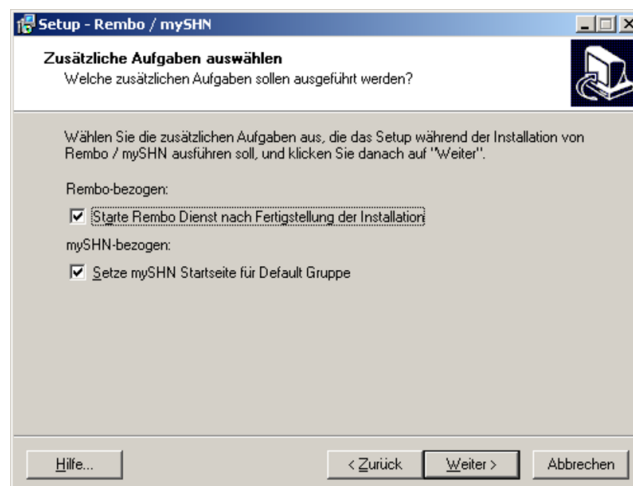 Setup - Rembo / mySHN
Zusätzliche Aufgaben auswählen
Welche zusätzlichen Aufgaben sollen ausgeführt werden?
Wählen Sie die zusätzlichen Aufgaben aus, die das Setup während der Installation von
Rembo / mySHN ausführen soll, und klicken Sie danach auf "Weiter".
Rembo-bezogen:
Starte Rembo Dienst nach Fertigstellung der Installation
mySHN-bezogen:
Setze mySHN Startseite für Default Gruppe
Hilfe... < Zurück Weiter > Abbrechen